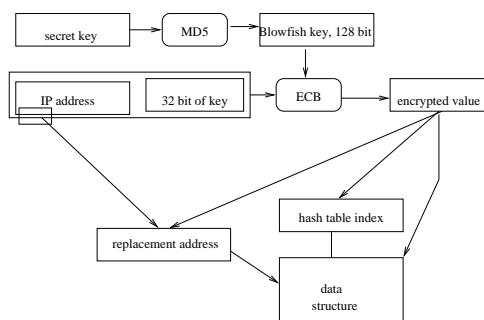 secret key
MD5
Blowfish key, 128 bit
IP address
32 bit of key
ECB
encrypted value
hash table index
replacement address
data
structure